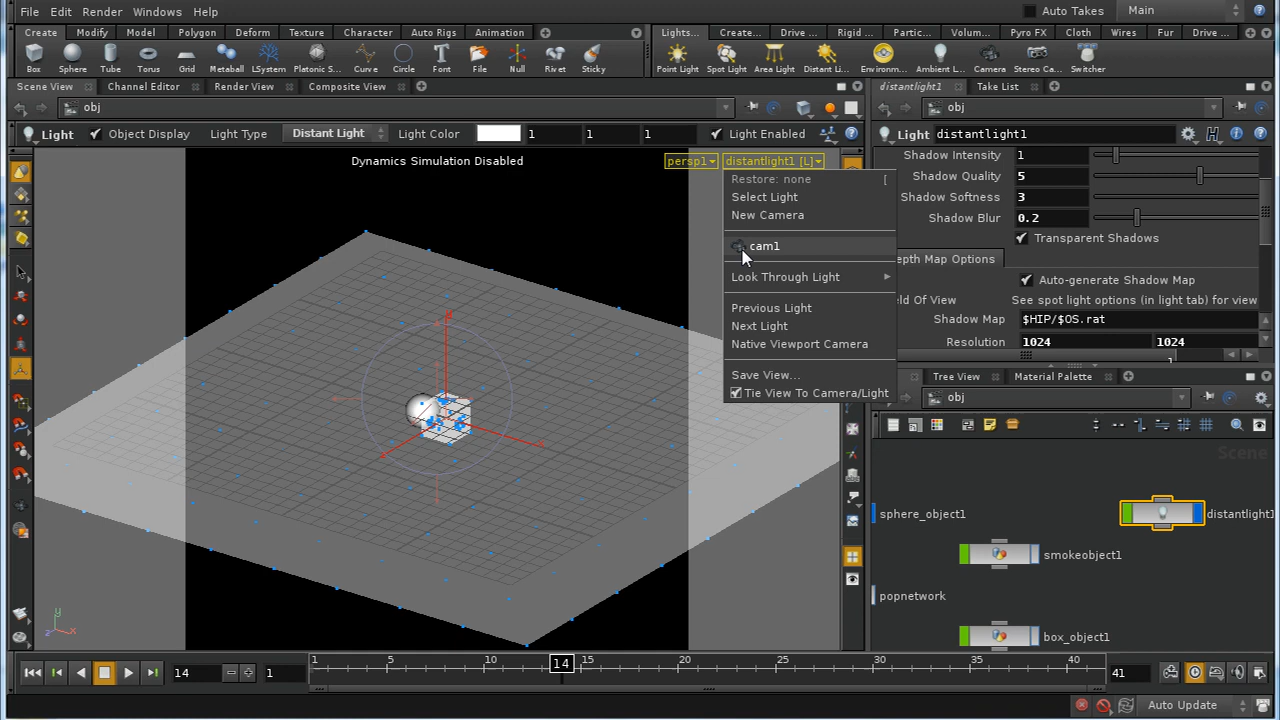 File Edit Render Windows Help Auto Takes Main
Create Modify Model Polygon Deform Texture Character Auto Rigs Animation Lights... Create... Drive ... Rigid ... Partic... Volum... Pyro FX Cloth Wires Fur Drive ...
Box Sphere Tube Torus Grid Metaball LSystem Platonic S... Curve Circle Font File Null Rivet Sticky Point Light Spot Light Area Light Distant Li... Environm... Ambient L... Camera Stereo Ca... Switcher
Scene View Channel Editor Render View Composite View distantlight1 Take List
obj obj
Light Object Display Light Type Distant Light Light Color 1 1 1 Light Enabled Light distantlight1
Dynamics Simulation Disabled persp1 distantlight1 [L]
Restore: none [
Select Light
New Camera
cam1
Look Through Light
Previous Light
Next Light
Native Viewport Camera
Save View...
Tie View To Camera/Light
Shadow Intensity 1
Shadow Quality 5
Shadow Softness 3
Shadow Blur 0.2
Transparent Shadows
epth Map Options
Auto-generate Shadow Map
ld Of View See spot light options (in light tab) for view
Shadow Map $HIP/$OS.rat
Resolution 1024 1024
Tree View Material Palette
obj
Scene
sphere_object1 distantlight1
smokeobject1
popnetwork
box_object1
y
z x
14 1 1 5 10 14 15 20 25 30 35 40 41
Auto Update